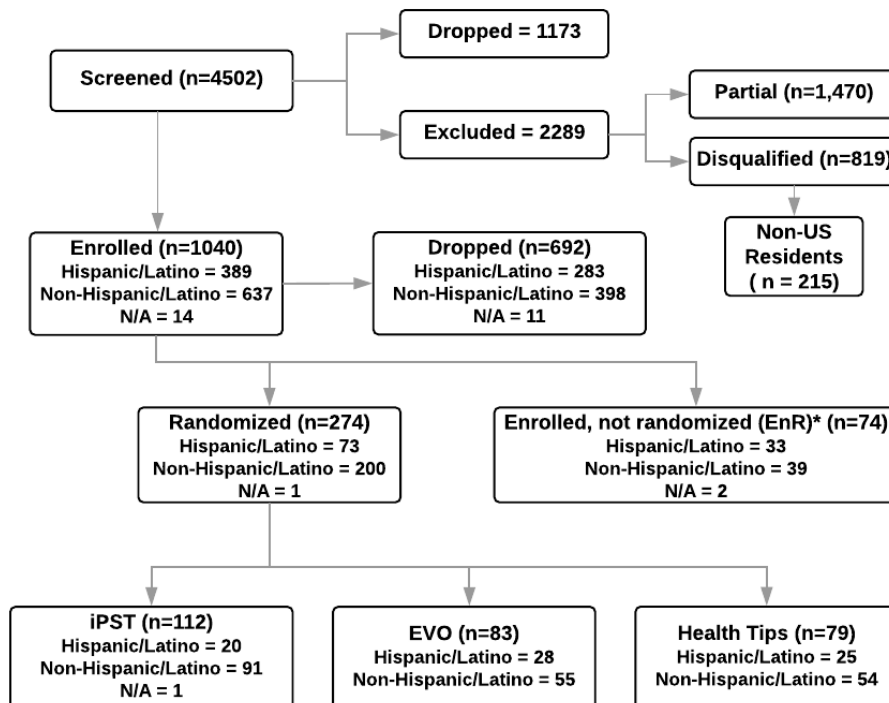 Dropped = 1173
Screened (n=4502)
Partial (n=1,470)
Excluded = 2289
Disqualified (n=819)
Non-US
Residents
( n = 215)
Enrolled (n=1040)
Hispanic/Latino = 389
Non-Hispanic/Latino = 637
N/A = 14
Dropped (n=692)
Hispanic/Latino = 283
Non-Hispanic/Latino = 398
N/A = 11
Randomized (n=274)
Hispanic/Latino = 73
Non-Hispanic/Latino = 200
N/A = 1
Enrolled, not randomized (EnR)* (n=74)
Hispanic/Latino = 33
Non-Hispanic/Latino = 39
N/A = 2
iPST (n=112)
Hispanic/Latino = 20
Non-Hispanic/Latino = 91
N/A = 1
EVO (n=83)
Hispanic/Latino = 28
Non-Hispanic/Latino = 55
Health Tips (n=79)
Hispanic/Latino = 25
Non-Hispanic/Latino = 54